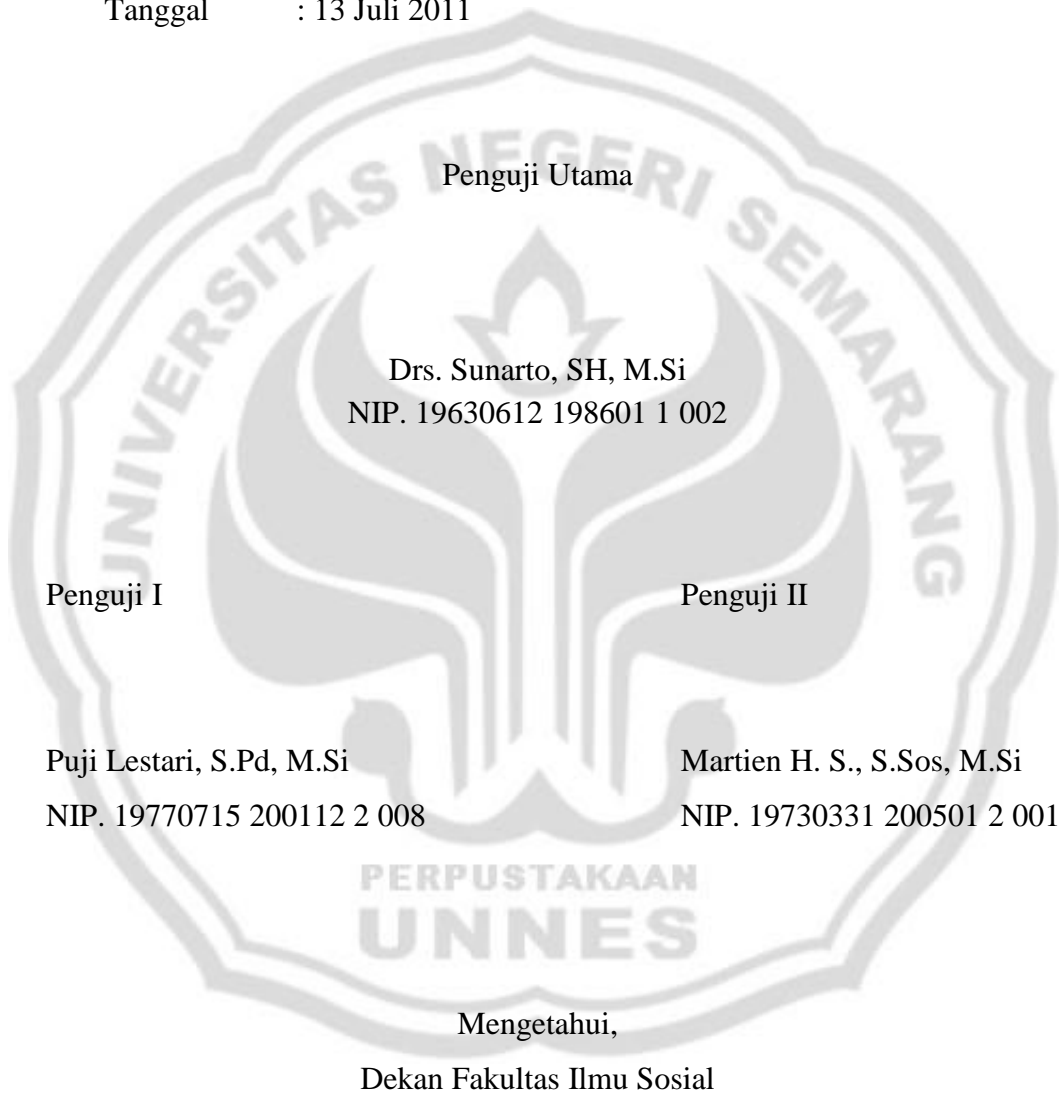 Tanggal : 13 Juli 2011
UNIVERSITAS NEGERI SEMARANG
Penguji Utama
Drs. Sunarto, SH, M.Si
NIP. 19630612 198601 1 002
Penguji I Penguji II
Puji Lestari, S.Pd, M.Si Martien H. S., S.Sos, M.Si
NIP. 19770715 200112 2 008 NIP. 19730331 200501 2 001
PERPUSTAKAAN
UNNES
Mengetahui,
Dekan Fakultas Ilmu Sosial